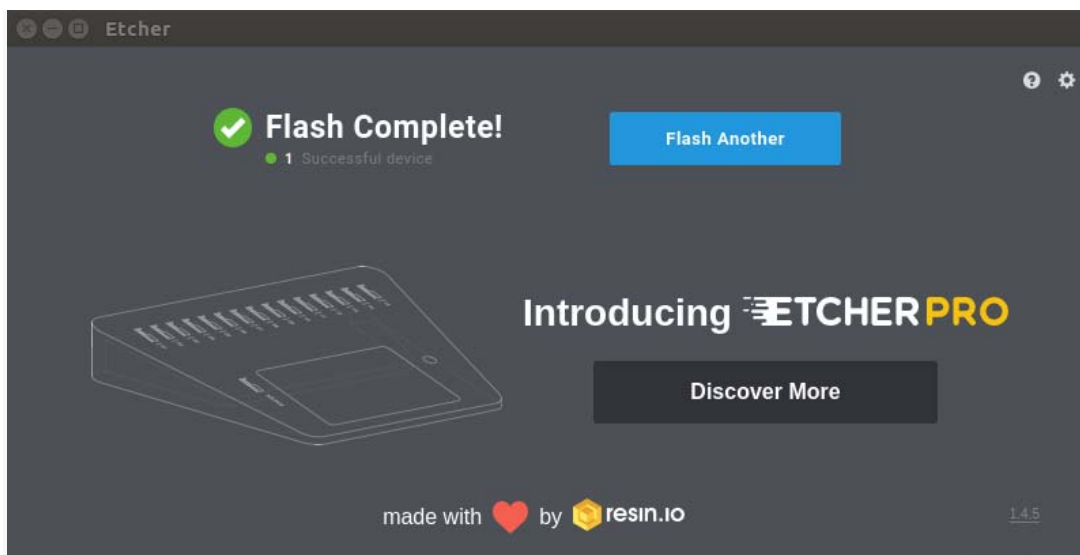 Etcher
Flash Complete!
1 Successful device
Flash Another
Introducing ETCHER PRO
Discover More
made with by resin.io
1.4.5